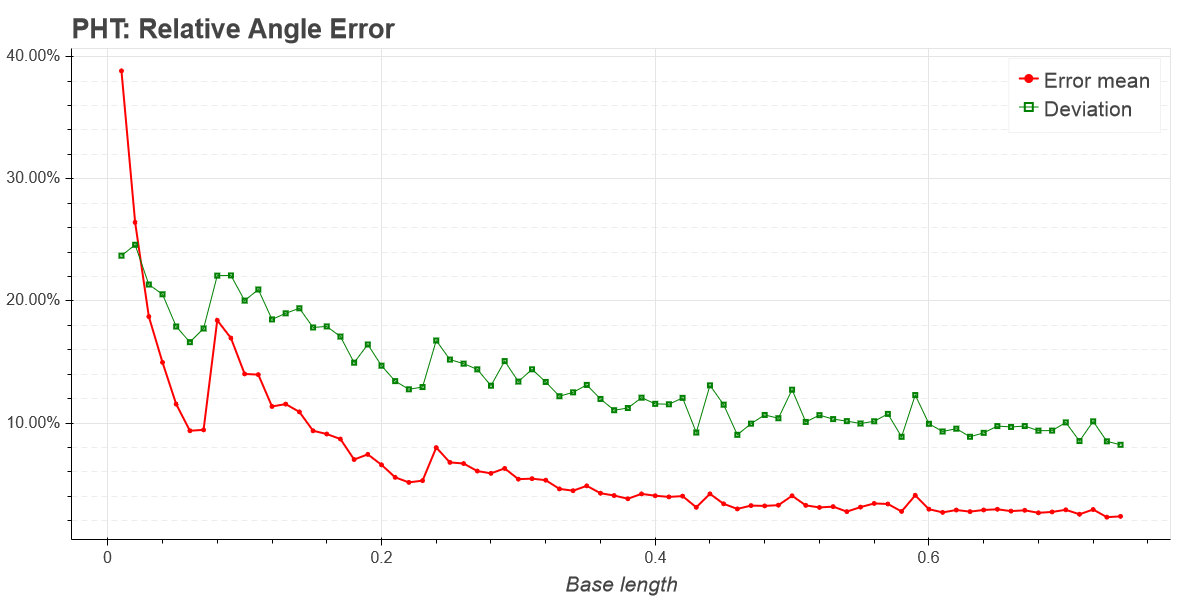 PHT: Relative Angle Error
40.00%
30.00%
20.00%
10.00%
Error mean
Deviation
0
0.2
0.4
0.6
Base length